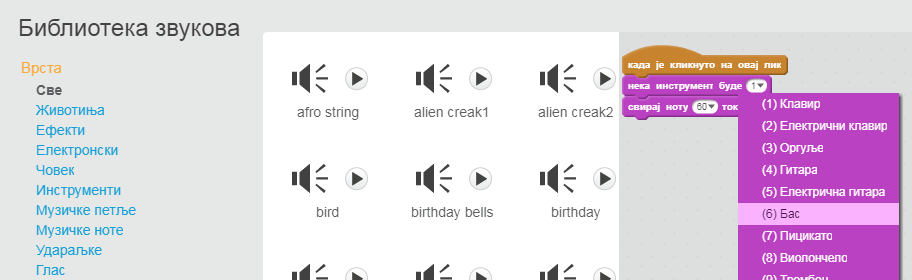 Библиотека звукова
Врста
Све
Животиња
Ефекти
Електронски
Човек
Инструменти
Музичке петље
Музичке ноте
Удараљке
Глас
afro string
alien creak1
alien creak2
bird
birthday bells
birthday
када је кликнуто на овај лик
нека инструмент буде 1
свирај ноту 60 ток
(1) Клавир
(2) Електрични клавир
(3) Оргуље
(4) Гитара
(5) Електрична гитара
(6) Бас
(7) Пицикато
(8) Виолончело
(9) Тромбон